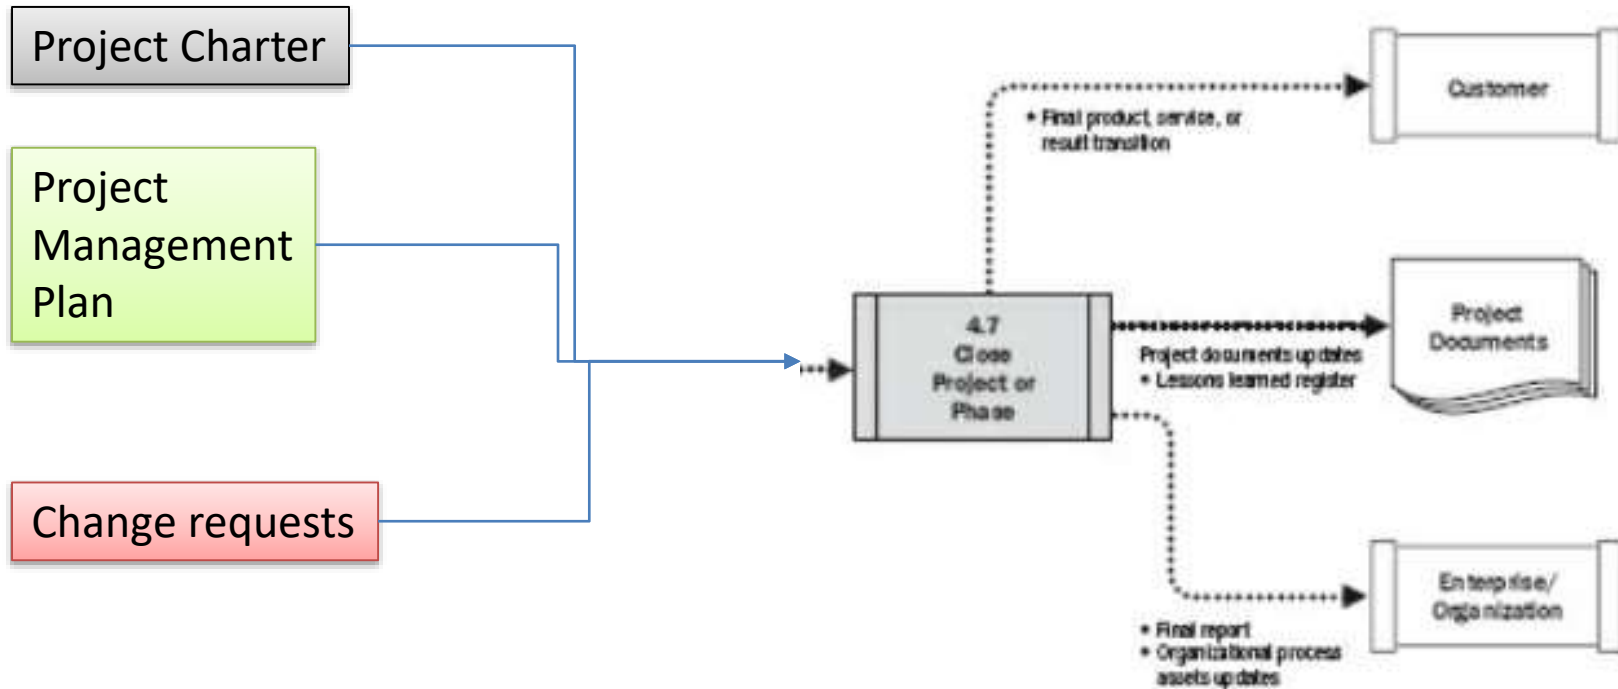 Project Charter
Project
Management
Plan
Change requests
4.7
Close
Project or
Phase
• Final product, service, or
result transition
Customer
Project documents updates
• Lessons learned register
Project
Documents
• Final report
• Organizational process
assets updates
Enterprise/
Organization